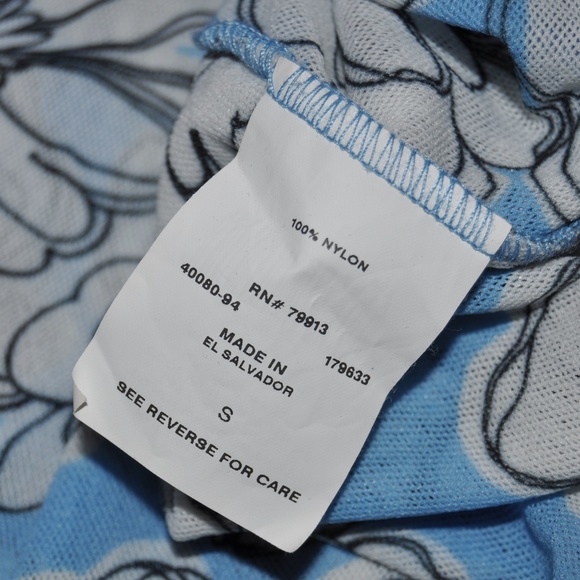 100% NYLON
RN# 79913
40080-94
179633
MADE IN
EL SALVADOR
S
SEE REVERSE FOR CARE